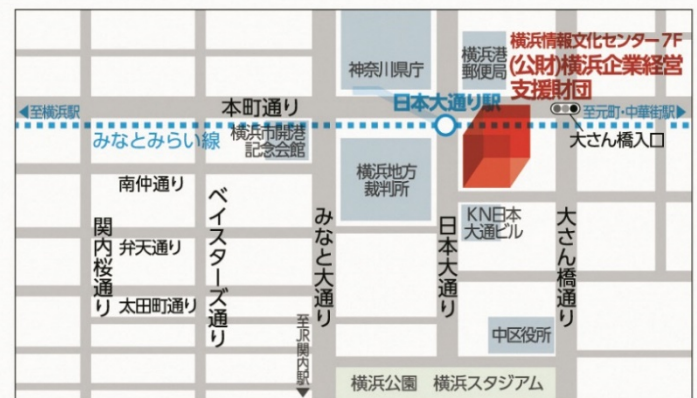 神奈川県庁
横浜港
郵便局
横浜情報文化センター7F
(公財)横浜企業経営
支援財団
◀至横浜駅
本町通り
日本大通り駅
至元町・中華街駅▶
みなとみらい線
横浜市開港
記念会館
大さん橋入口
横浜地方
裁判所
南仲通り
関内桜通り
弁天通り
太田町通り
ベイスターズ通り
みなと大通り
日本大通り
KN日本
大通ビル
大さん橋通り
中区役所
至JR関内駅▼
横浜公園 横浜スタジアム